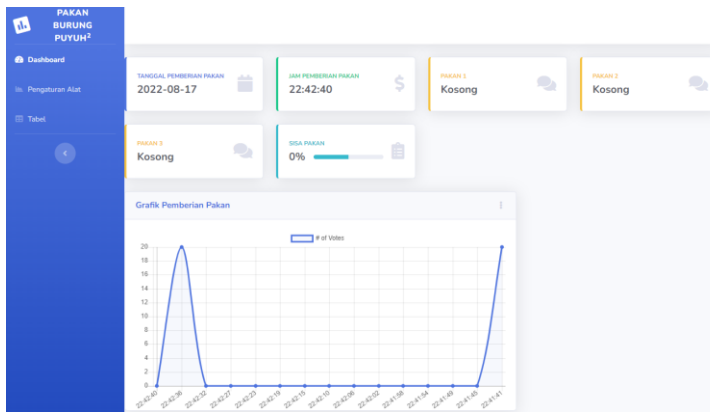 PAKAN
BURUNG
PUYUH²
Dashboard
Pengaturan Alat
Tabel
TANGGAL PEMBERIAN PAKAN
2022-08-17
JAM PEMBERIAN PAKAN
22:42:40
PAKAN 1
Kosong
PAKAN 2
Kosong
PAKAN 3
Kosong
SISA PAKAN
0%
Grafik Pemberian Pakan
# of Votes
20
18
16
14
12
10
8
6
4
2
0
22:42:40
22:42:36
22:42:32
22:42:27
22:42:23
22:42:19
22:42:15
22:42:10
22:42:06
22:42:02
22:41:58
22:41:54
22:41:49
22:41:45
22:41:41